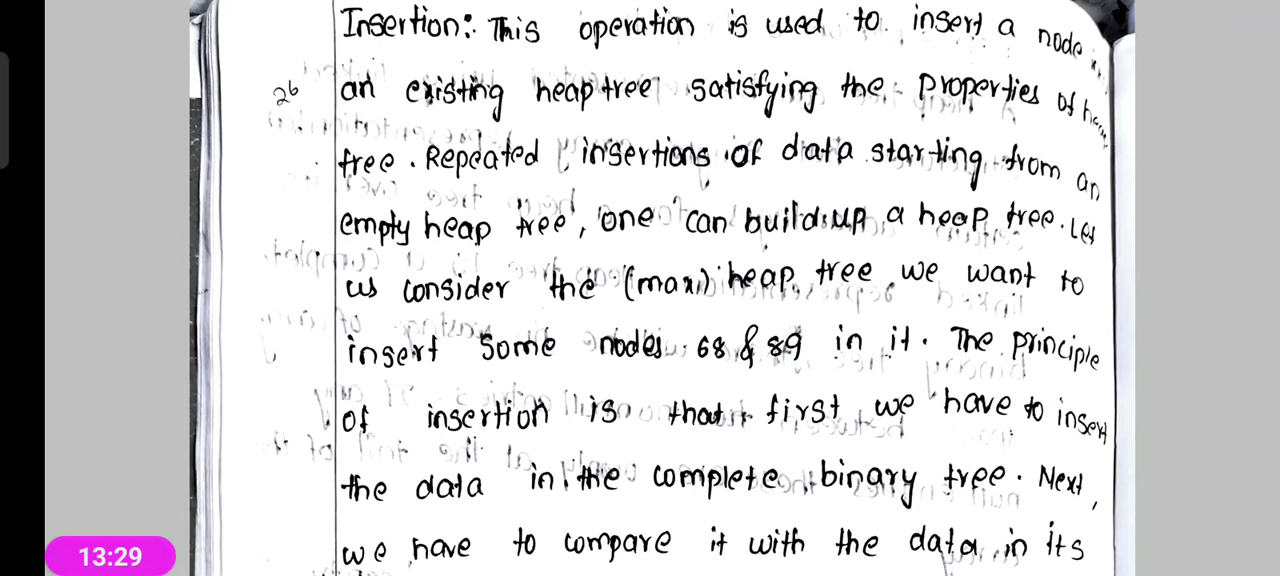 Insertion: This operation is used to insert a node in
26 an existing heap tree satisfying the properties of heap
tree. Repeated insertions of data starting from an
empty heap tree, one can build up a heap tree. Let
us consider the (max) heap tree we want to
insert some nodes 68 & 89 in it. The principle
of insertion is that first we have to insert
the data in the complete binary tree. Next,
we have to compare it with the data in its
13:29